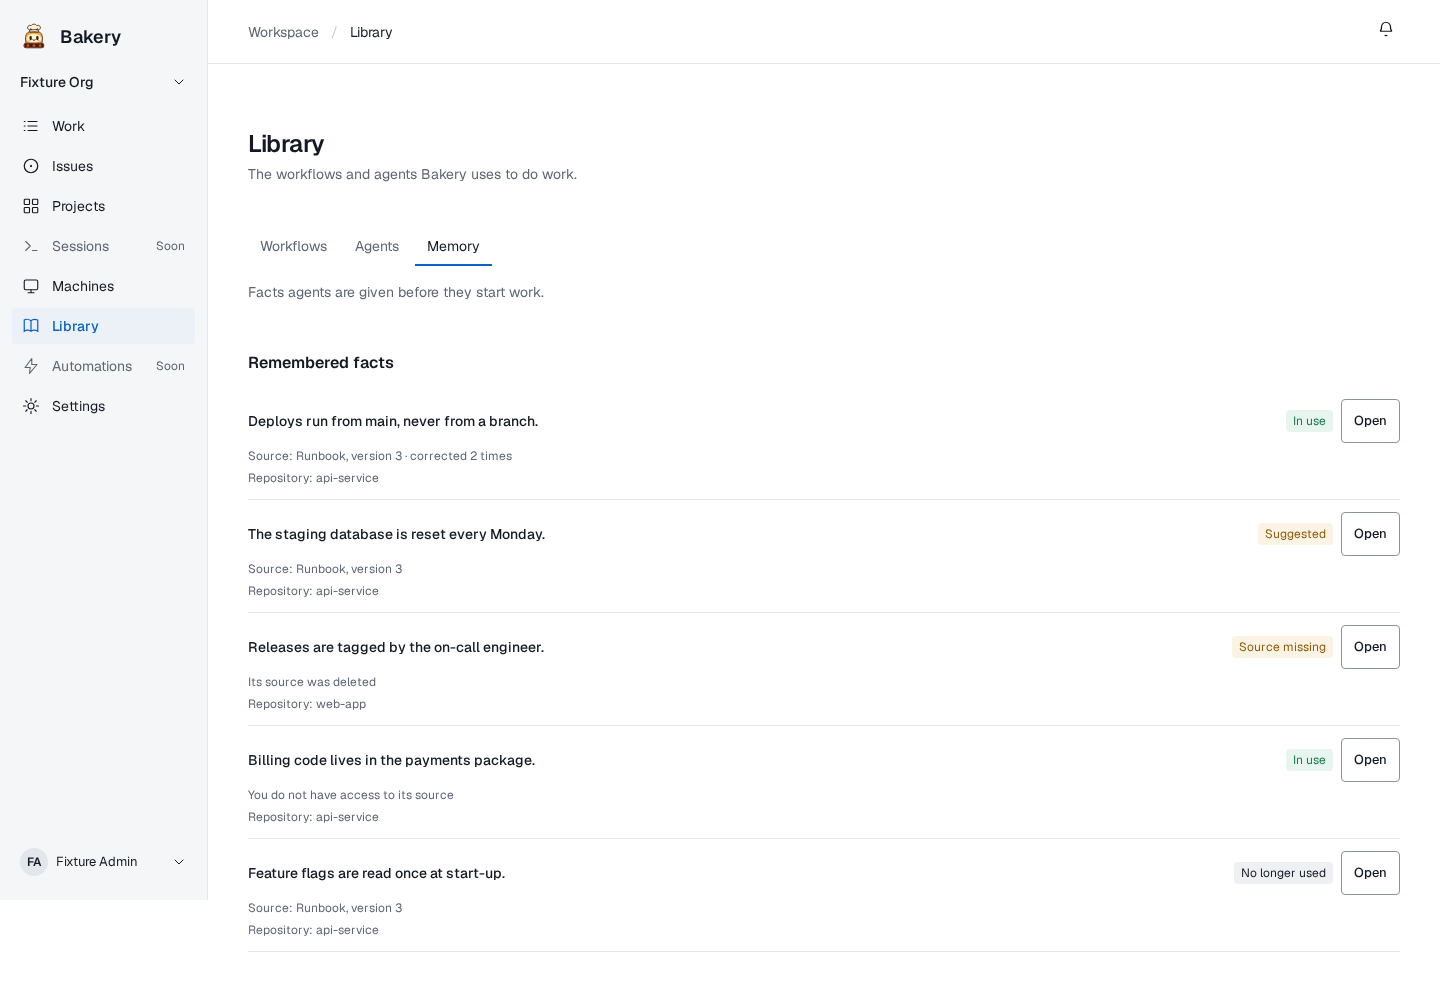 Bakery
Fixture Org
Work
Issues
Projects
Sessions Soon
Machines
Library
Automations Soon
Settings
FA Fixture Admin
Workspace / Library
Library
The workflows and agents Bakery uses to do work.
Workflows Agents Memory
Facts agents are given before they start work.
Remembered facts
Deploys run from main, never from a branch. In use Open
Source: Runbook, version 3 · corrected 2 times
Repository: api-service
The staging database is reset every Monday. Suggested Open
Source: Runbook, version 3
Repository: api-service
Releases are tagged by the on-call engineer. Source missing Open
Its source was deleted
Repository: web-app
Billing code lives in the payments package. In use Open
You do not have access to its source
Repository: api-service
Feature flags are read once at start-up. No longer used Open
Source: Runbook, version 3
Repository: api-service